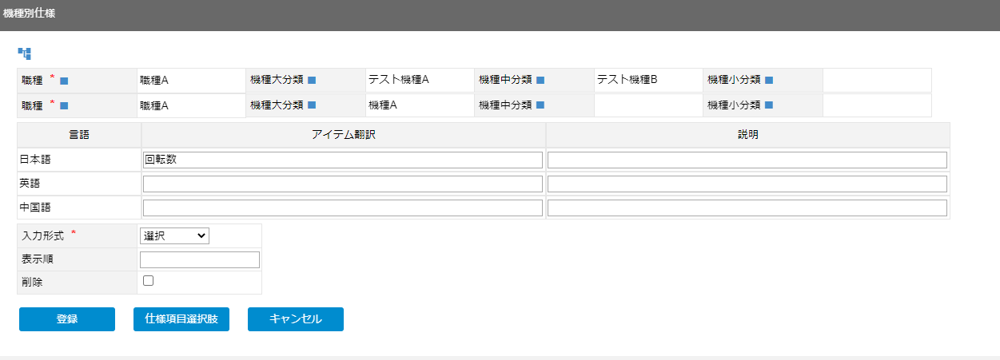 機種別仕様
職種 * 職種A 機種大分類 テスト機種A 機種中分類 テスト機種B 機種小分類
職種 * 職種A 機種大分類 機種A 機種中分類 機種小分類
言語 アイテム翻訳 説明
日本語 回転数
英語
中国語
入力形式 * 選択
表示順
削除
登録 仕様項目選択肢 キャンセル